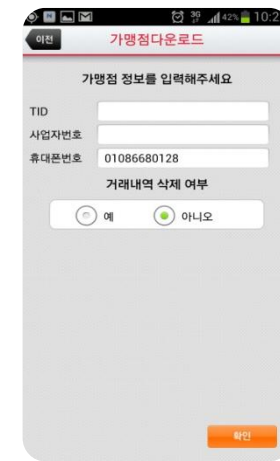 3G 42% 10:2
이전 가맹점다운로드
가맹점 정보를 입력해주세요
TID
사업자번호
휴대폰번호 01086680128
거래내역 삭제 여부
예 아니오
확인